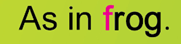 As in frog.